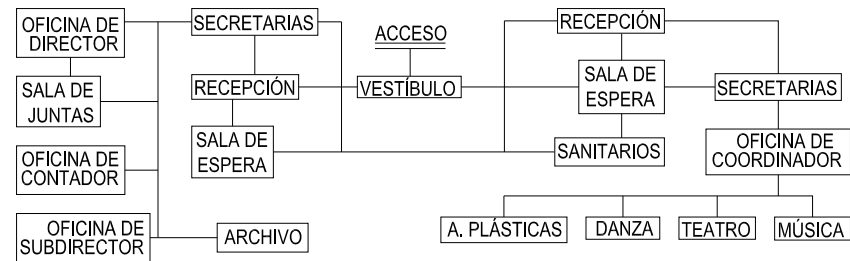 OFICINA DE
DIRECTOR
SECRETARIAS
ACCESO
RECEPCIÓN
SALA DE
JUNTAS
RECEPCIÓN
VESTÍBULO
SALA DE
ESPERA
SECRETARIAS
SALA DE
ESPERA
SANITARIOS
OFICINA DE
COORDINADOR
OFICINA DE
CONTADOR
OFICINA DE
SUBDIRECTOR
ARCHIVO
A. PLÁSTICAS
DANZA
TEATRO
MÚSICA